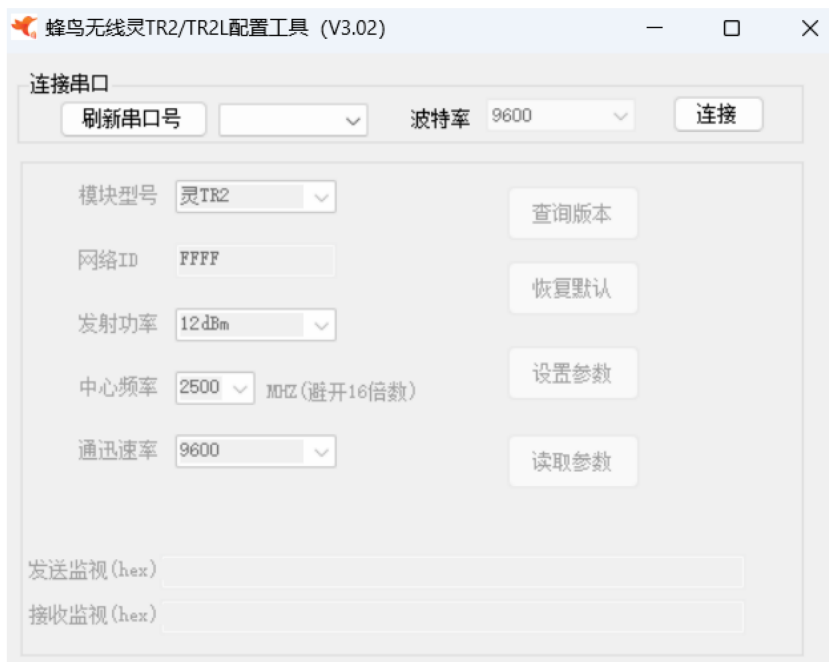 蜂鸟无线灵TR2/TR2L配置工具 (V3.02)
连接串口
刷新串口号 波特率 9600 连接
模块型号 灵TR2 查询版本
网络ID FFFF
恢复默认
发射功率 12dBm
中心频率 2500 MHZ(避开16倍数) 设置参数
通迅速率 9600 读取参数
发送监视(hex)
接收监视(hex)